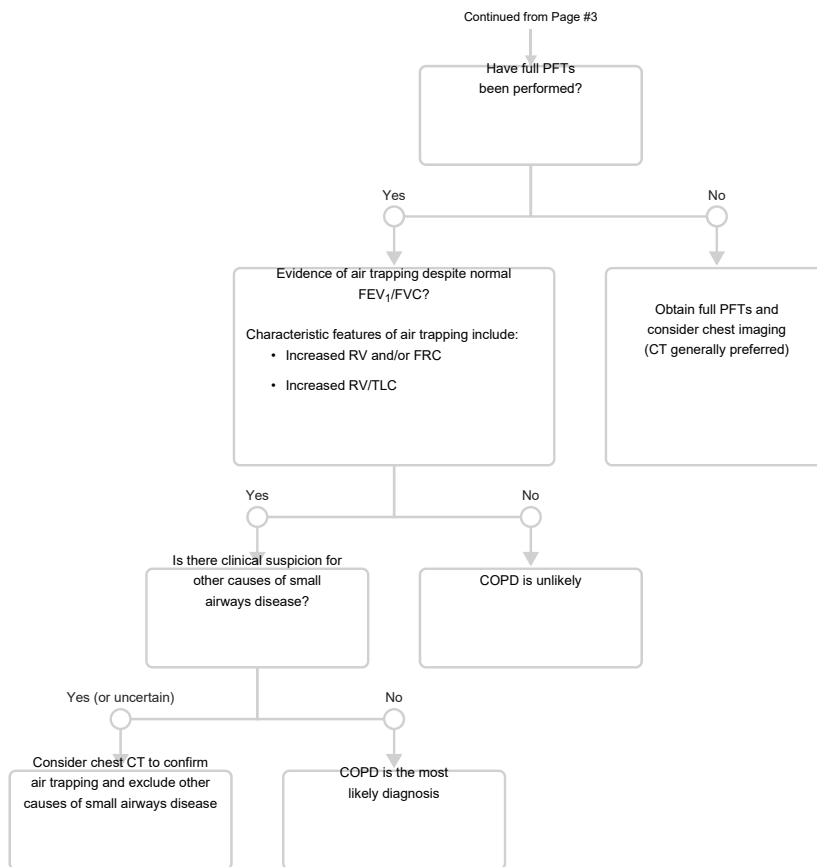 Continued from Page #3
Have full PFTs
been performed?
Yes
No
Evidence of air trapping despite normal
FEV₁/FVC?
Characteristic features of air trapping include:
• Increased RV and/or FRC
• Increased RV/TLC
Obtain full PFTs and
consider chest imaging
(CT generally preferred)
Yes
No
Is there clinical suspicion for
other causes of small
airways disease?
COPD is unlikely
Yes (or uncertain)
No
Consider chest CT to confirm
air trapping and exclude other
causes of small airways disease
COPD is the most
likely diagnosis